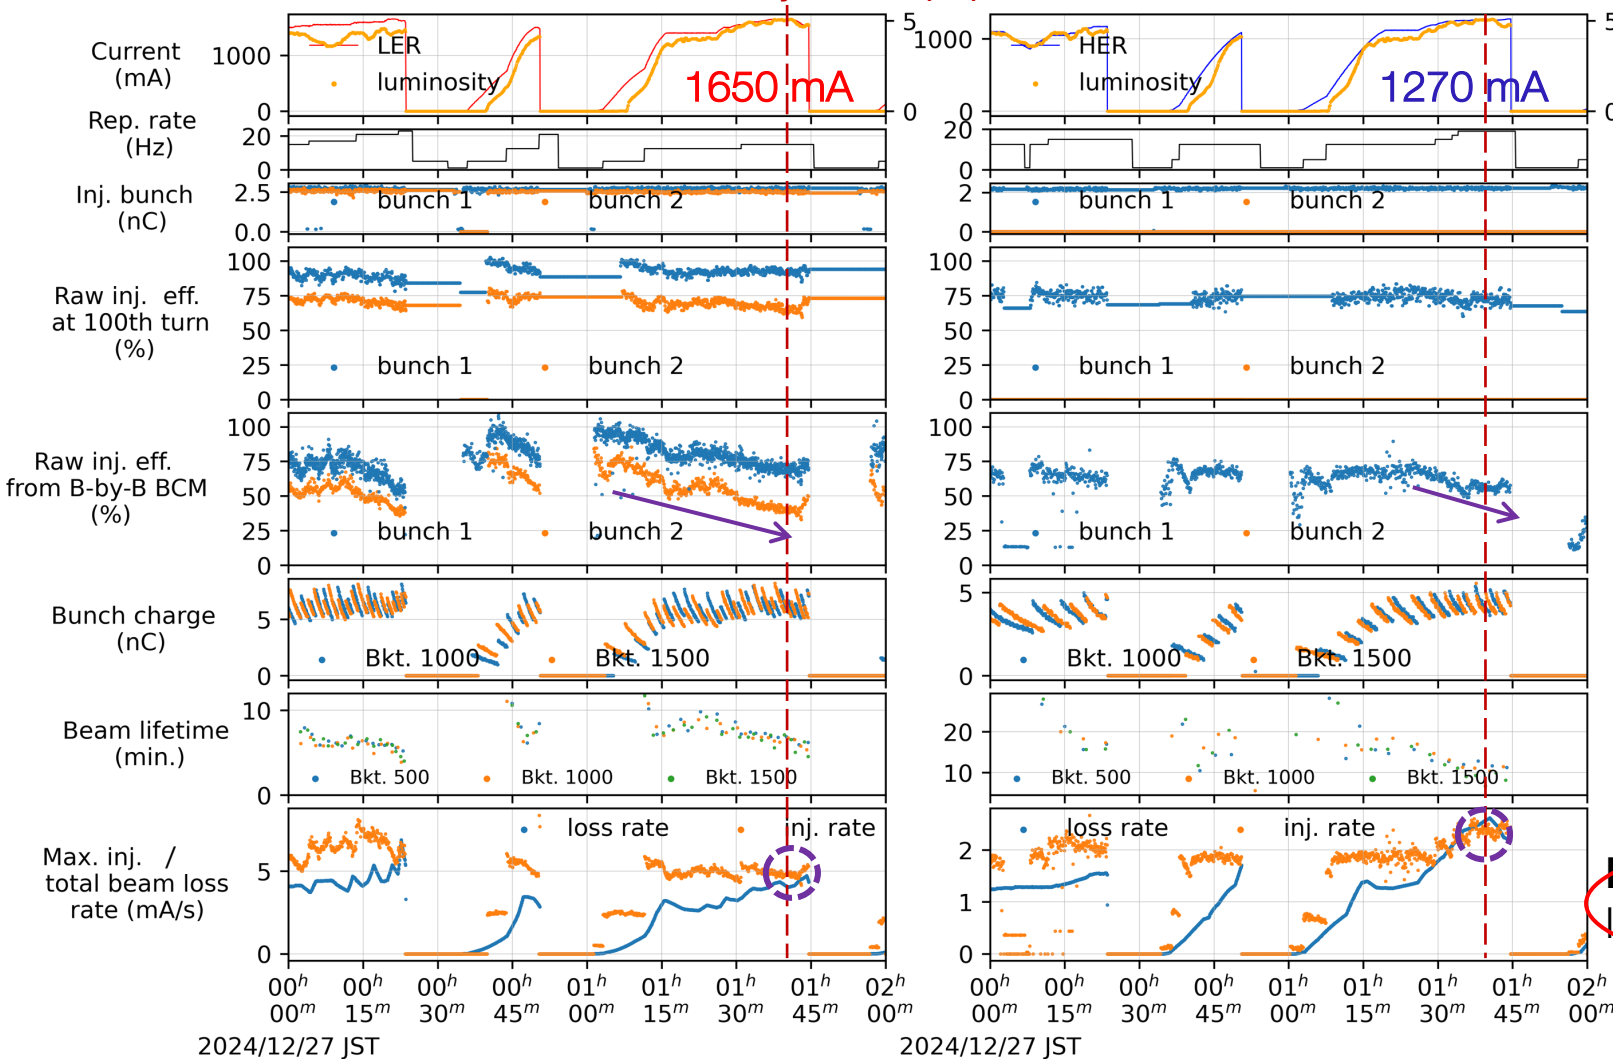 Current
(mA)
1000
0
LER
luminosity
1650 mA
5
0
1000
0
HER
luminosity
1270 mA
5
0
Rep. rate
(Hz)
20
0
20
0
Inj. bunch
(nC)
2.5
0.0
bunch 1
bunch 2
2
0
bunch 1
bunch 2
Raw inj. eff.
at 100th turn
(%)
100
75
50
25
0
bunch 1
bunch 2
100
75
50
25
0
bunch 1
bunch 2
Raw inj. eff.
from B-by-B BCM
(%)
100
75
50
25
0
bunch 1
bunch 2
100
75
50
25
0
bunch 1
bunch 2
Bunch charge
(nC)
5
0
Bkt. 1000
Bkt. 1500
5
0
Bkt. 1000
Bkt. 1500
Beam lifetime
(min.)
10
0
Bkt. 500
Bkt. 1000
Bkt. 1500
20
10
Bkt. 500
Bkt. 1000
Bkt. 1500
Max. inj. /
total beam loss
rate (mA/s)
5
0
loss rate
inj. rate
2
1
0
loss rate
inj. rate
00h 00h 00h 00h 01h 01h 01h 01h 02h
00m 15m 30m 45m 00m 15m 30m 45m 00m
2024/12/27 JST
00h 00h 00h 00h 01h 01h 01h 01h 02h
00m 15m 30m 45m 00m 15m 30m 45m 00m
2024/12/27 JST